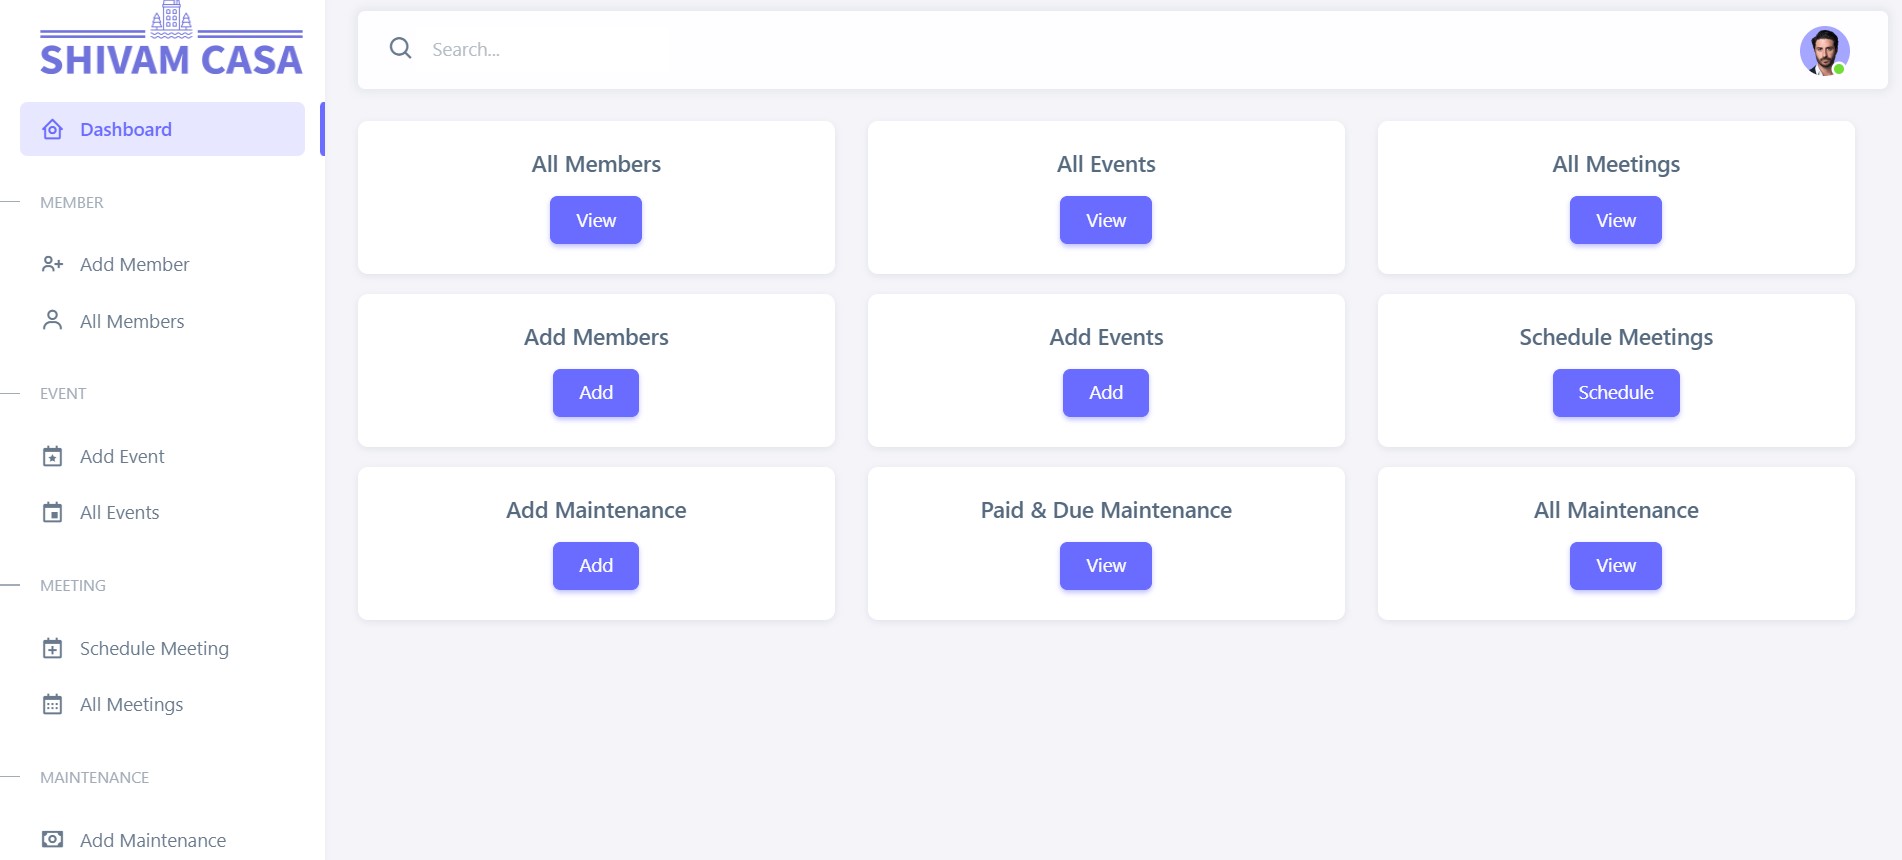 SHIVAM CASA
Dashboard
MEMBER
Add Member
All Members
EVENT
Add Event
All Events
MEETING
Schedule Meeting
All Meetings
MAINTENANCE
Add Maintenance
Search...
All Members
View
All Events
View
All Meetings
View
Add Members
Add
Add Events
Add
Schedule Meetings
Schedule
Add Maintenance
Add
Paid & Due Maintenance
View
All Maintenance
View